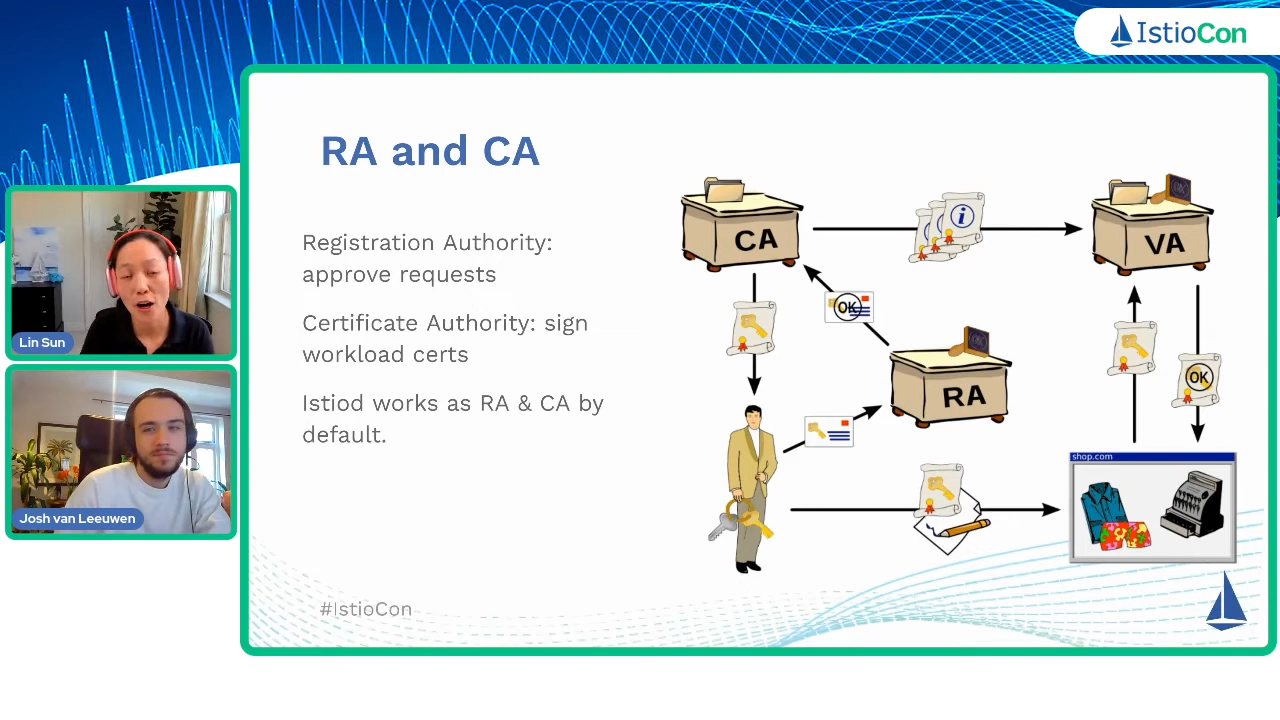 IstioCon
RA and CA
Registration Authority:
approve requests
Certificate Authority: sign
workload certs
Istiod works as RA & CA by
default.
CA
i
VA
OK
RA
OK
shop.com
Lin Sun
Josh van Leeuwen
#IstioCon